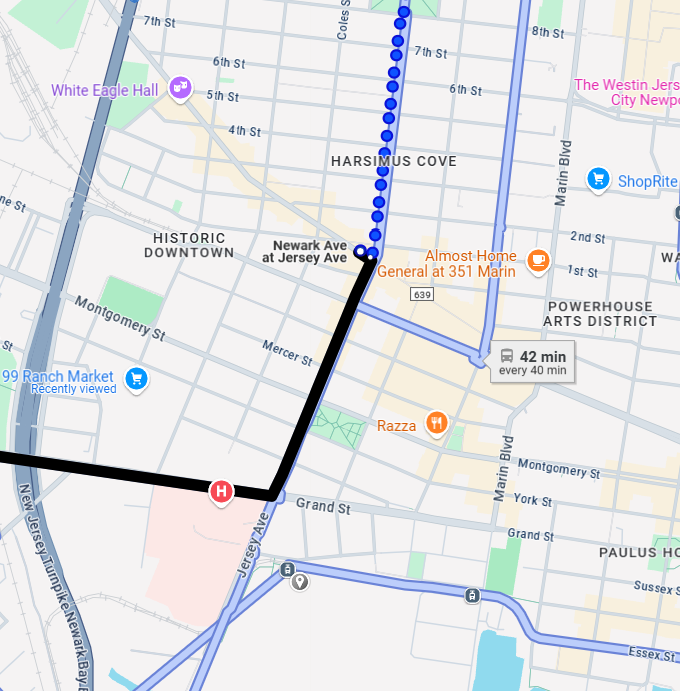 7th St
Coles S
8th St
7th St
6th St
6th St
White Eagle Hall
5th St
The Westin Jers
City Newpo
4th St
HARSIMUS COVE
Marin Blvd
ShopRite
ne St
HISTORIC
DOWNTOWN
Newark Ave
at Jersey Ave
2nd St
Almost Home
General at 351 Marin
1st St
WA
639
Montgomery St
POWERHOUSE
ARTS DISTRICT
Mercer St
St
42 min
every 40 min
99 Ranch Market
Recently viewed
Razza
Marin Blvd
Montgomery St
H
York St
Grand St
Grand St
New Jersey Turnpike Newark Bay E
Jersey Ave
PAULUS HO
Sussex S
Essex St